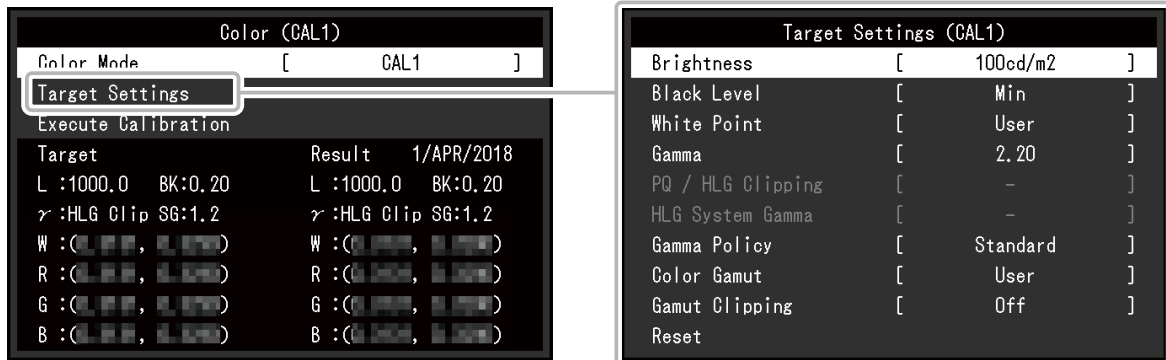 Color (CAL1)
Color Mode [ CAL1 ]
Target Settings
Execute Calibration
Target Result 1/APR/2018
L :1000.0 BK:0.20 L :1000.0 BK:0.20
γ :HLG Clip SG:1.2 γ :HLG Clip SG:1.2
W :( , ) W :( , )
R :( , ) R :( , )
G :( , ) G :( , )
B :( , ) B :( , )
Target Settings (CAL1)
Brightness [ 100cd/m2 ]
Black Level [ Min ]
White Point [ User ]
Gamma [ 2.20 ]
PQ / HLG Clipping [ - ]
HLG System Gamma [ - ]
Gamma Policy [ Standard ]
Color Gamut [ User ]
Gamut Clipping [ Off ]
Reset